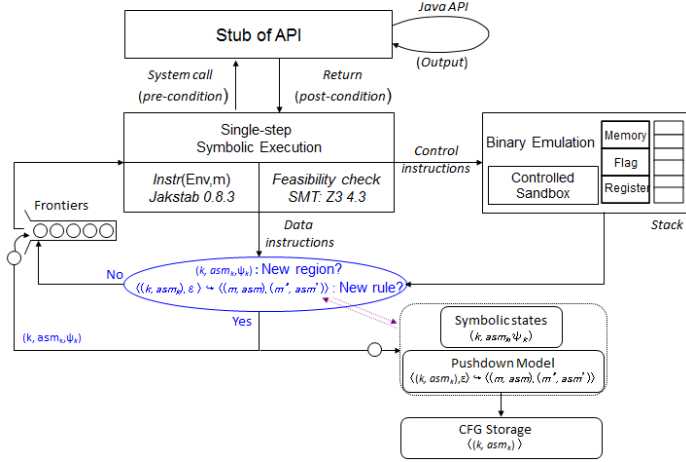 Java API
Stub of API
(Output)
System call
(pre-condition)
Return
(post-condition)
Single-step
Symbolic Execution
Instr(Env,m)
Jakstab 0.8.3
Feasibility check
SMT: Z3 4.3
Control
instructions
Binary Emulation
Controlled
Sandbox
Memory
Flag
Register
Stack
Frontiers
Data
instructions
No
(k, asmₖ,ψₖ) : New region?
⟨(k, asmₖ), ε ⟩ ↪ ⟨(m, asm), (m", asm')⟩ : New rule?
Yes
(k, asmₖ,ψₖ)
Symbolic states
(k, asmₖ,ψₖ)
Pushdown Model
⟨(k, asmₖ),ε⟩ ↪ ⟨(m, asm), (m", asm')⟩
CFG Storage
⟨(k, asmₖ) ⟩